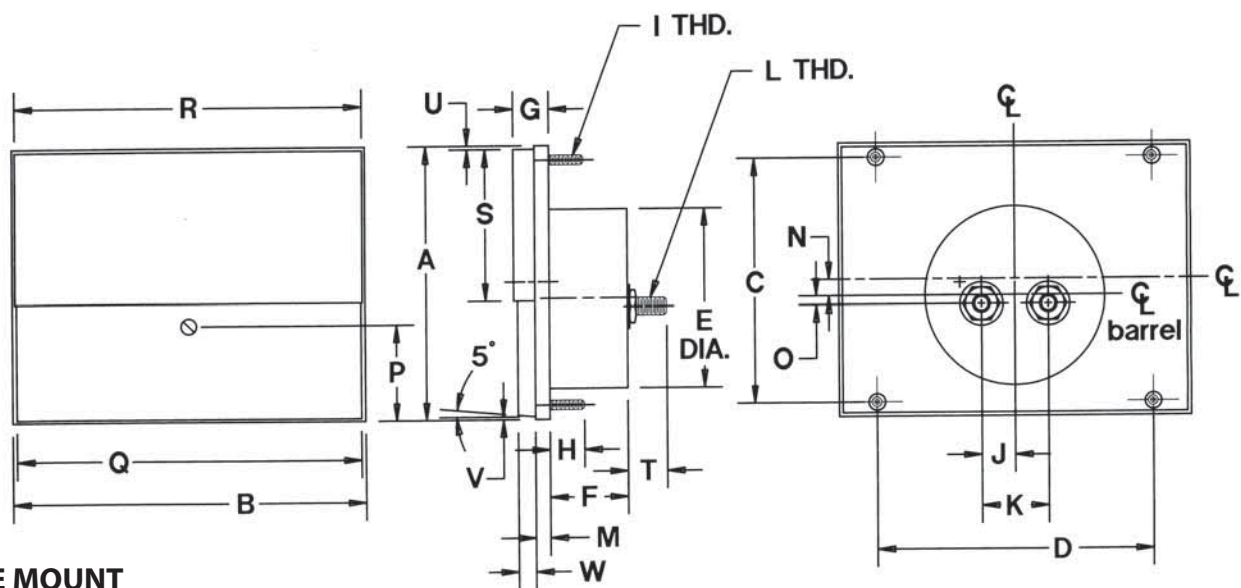 I THD.
L THD.
R
U
G
S
A
P
5°
Q
B
V
H
T
F
M
W
E
DIA.
℄
N
C
+
℄
℄
barrel
O
J
K
D
E MOUNT